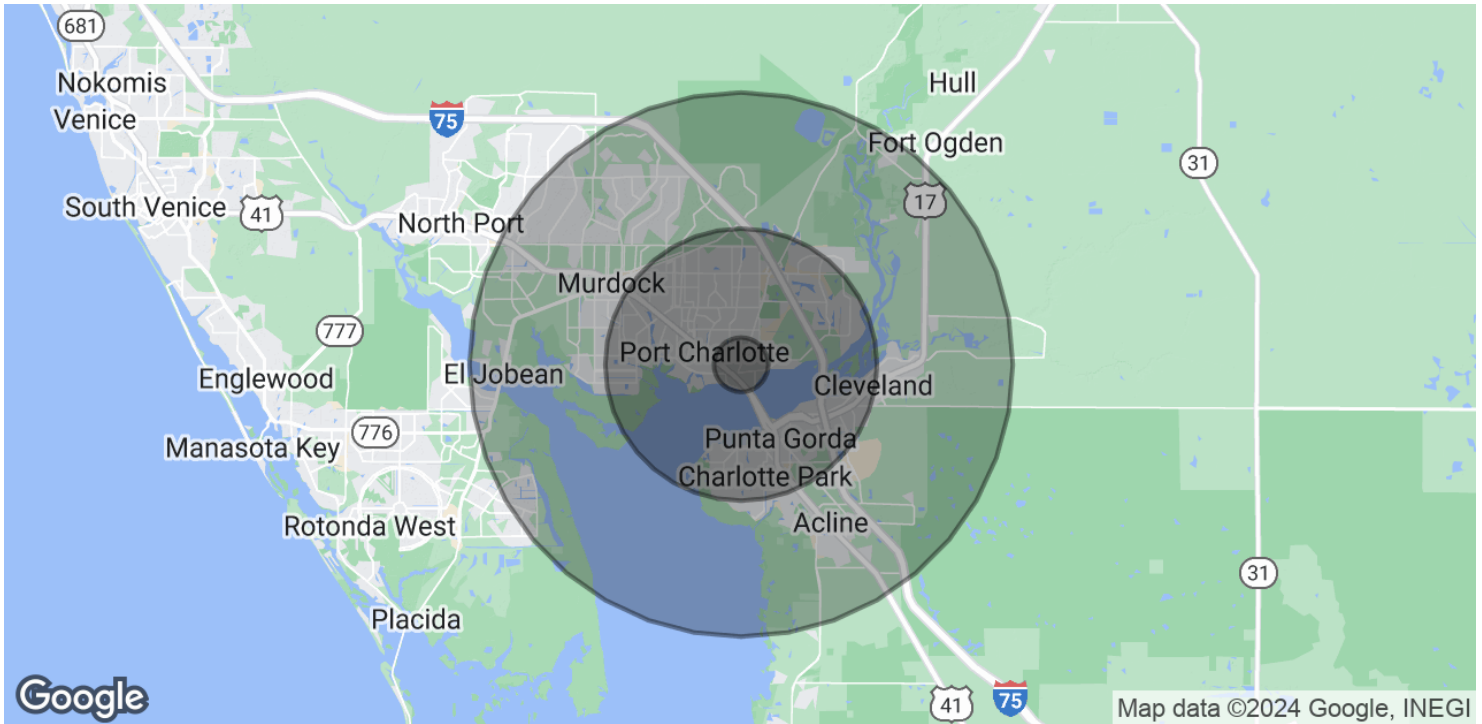 681
Nokomis
Hull
Venice
75
Fort Ogden
31
17
South Venice
41
North Port
Murdock
777
Port Charlotte
Englewood
El Jobean
Cleveland
776
Punta Gorda
Manasota Key
Charlotte Park
Rotonda West
Acline
31
Placida
Google
41
75
Map data ©2024 Google, INEGI